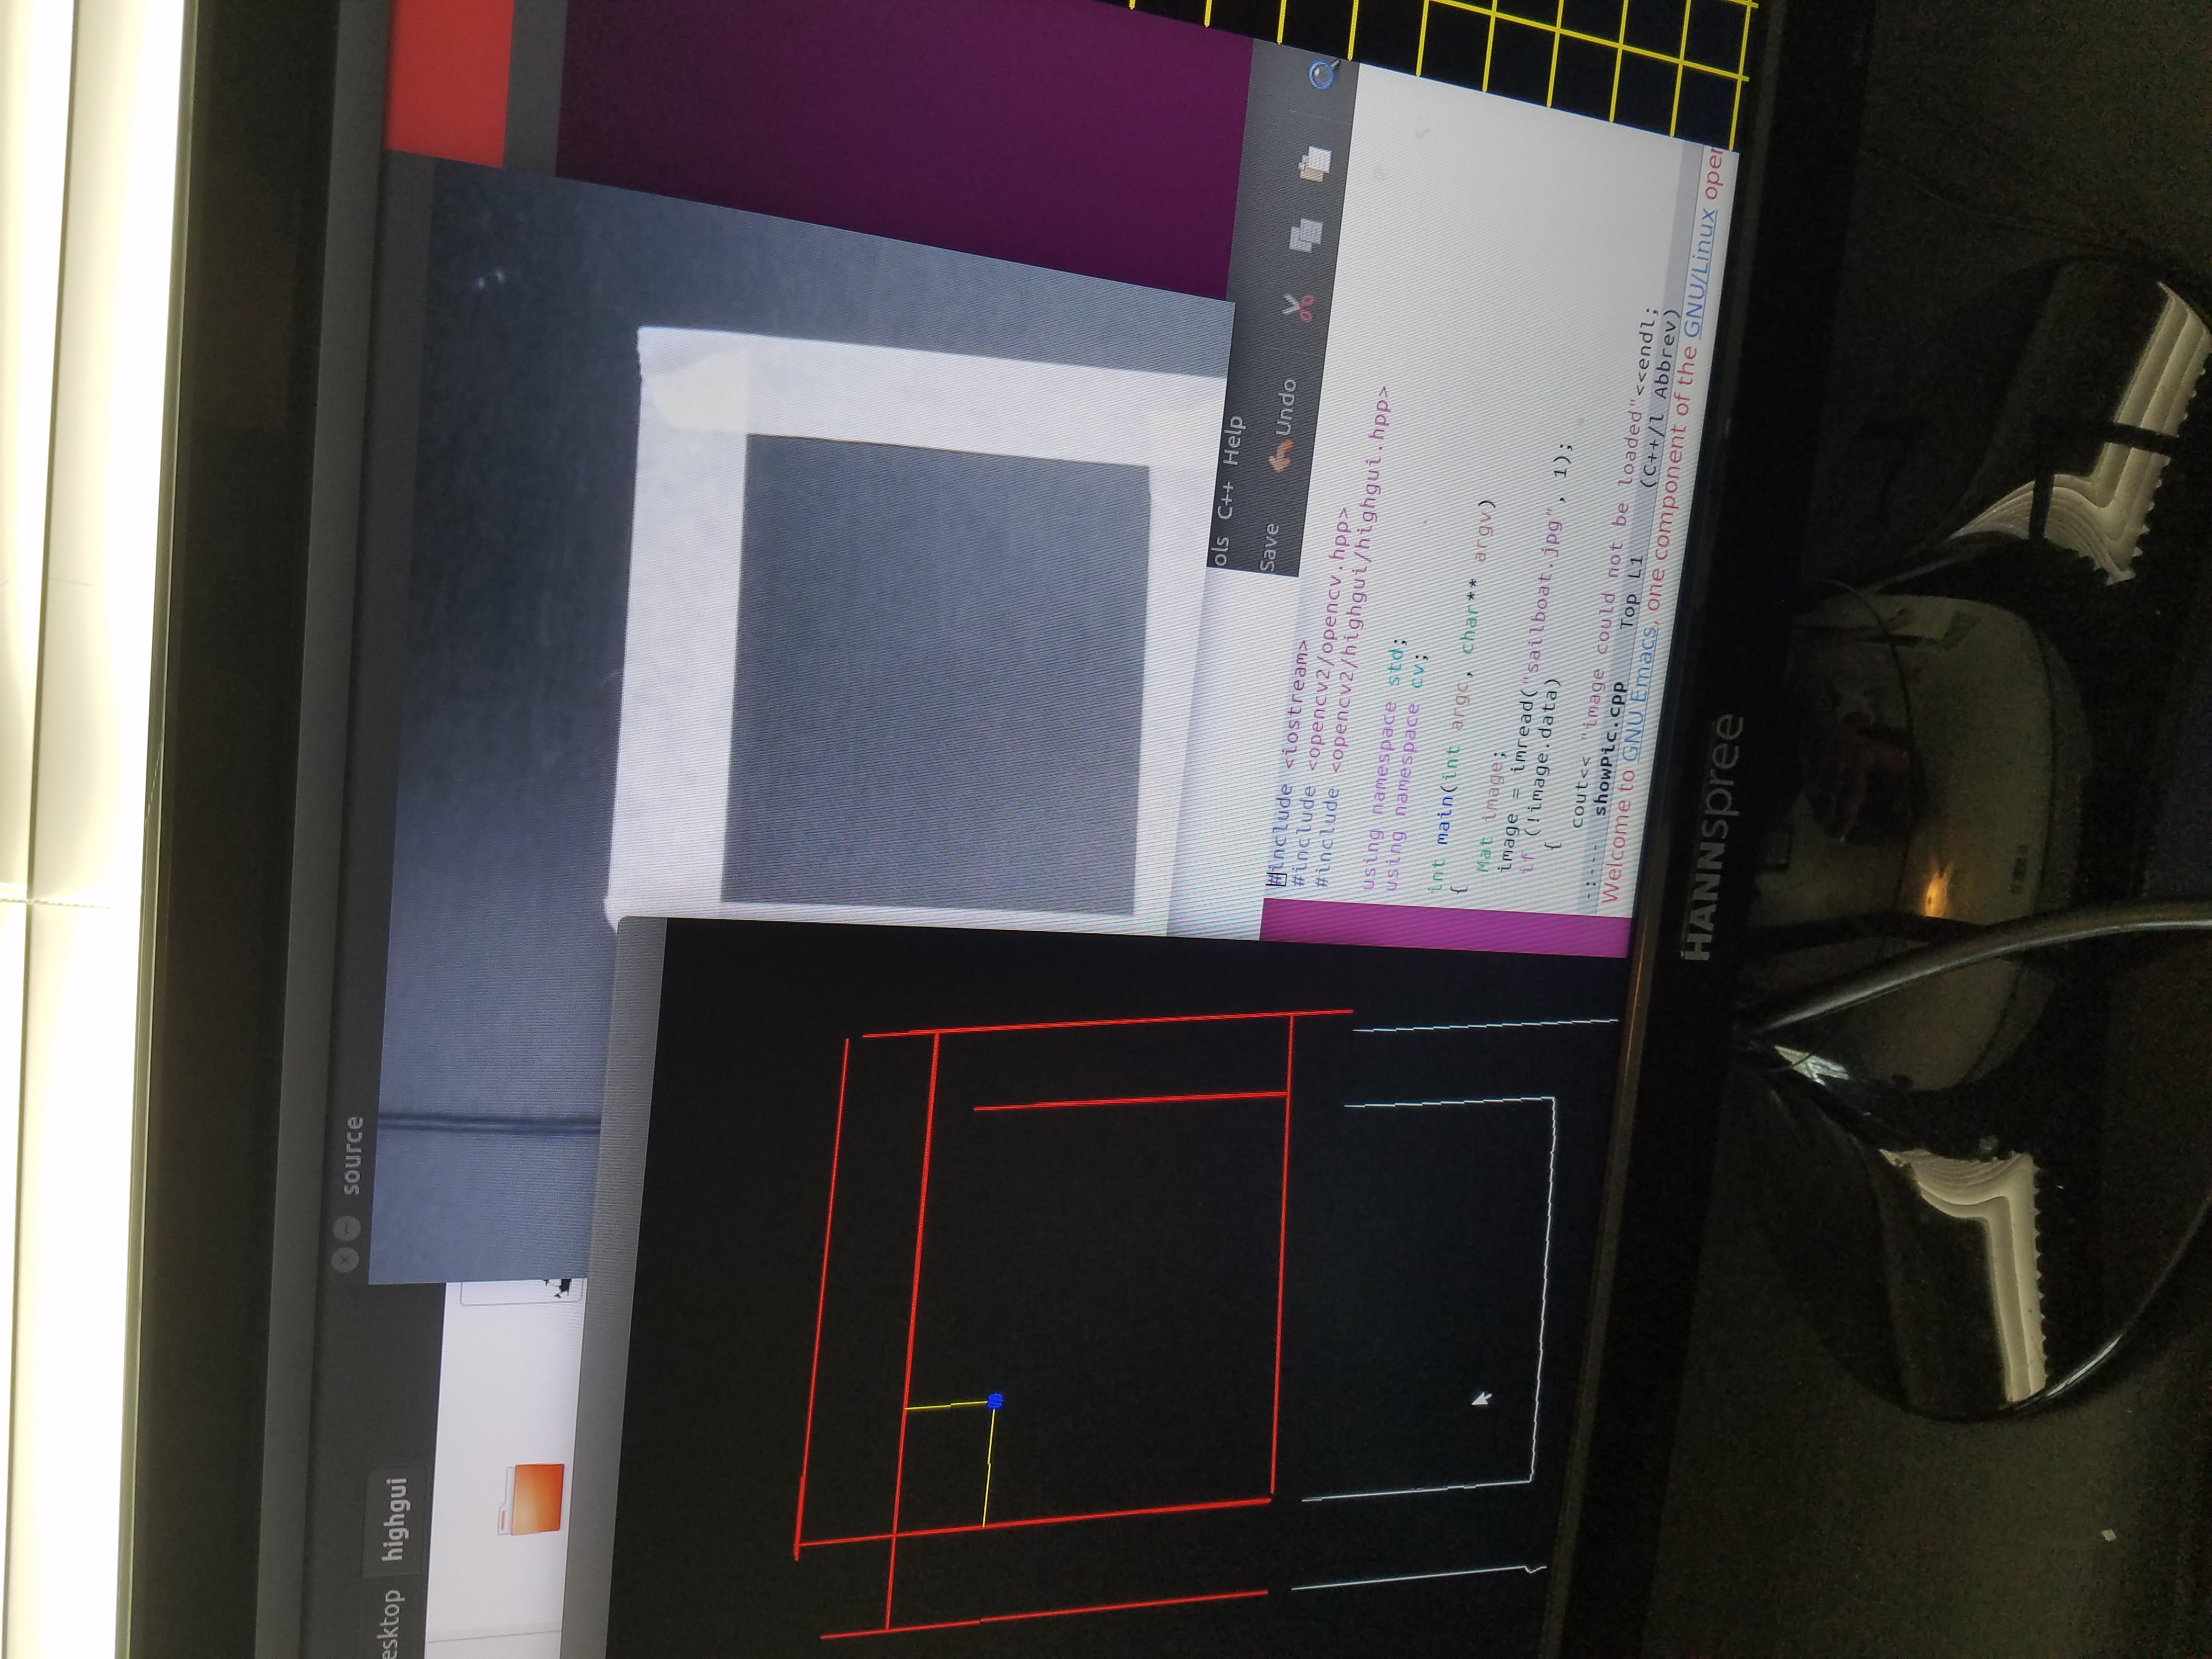 source
esktop highgui
ols C++ Help
Save Undo
#include <iostream>
#include <opencv2/opencv.hpp>
#include <opencv2/highgui/highgui.hpp>
using namespace std;
using namespace cv;
int main(int argc, char** argv)
{
Mat image;
image = imread("sailboat.jpg", 1);
if (!image.data)
{
cout<< "image could not be loaded"<<endl;
-:--- showPic.cpp Top L1 (C++/l Abbrev)
Welcome to GNU Emacs, one component of the GNU/Linux oper
HANNspree